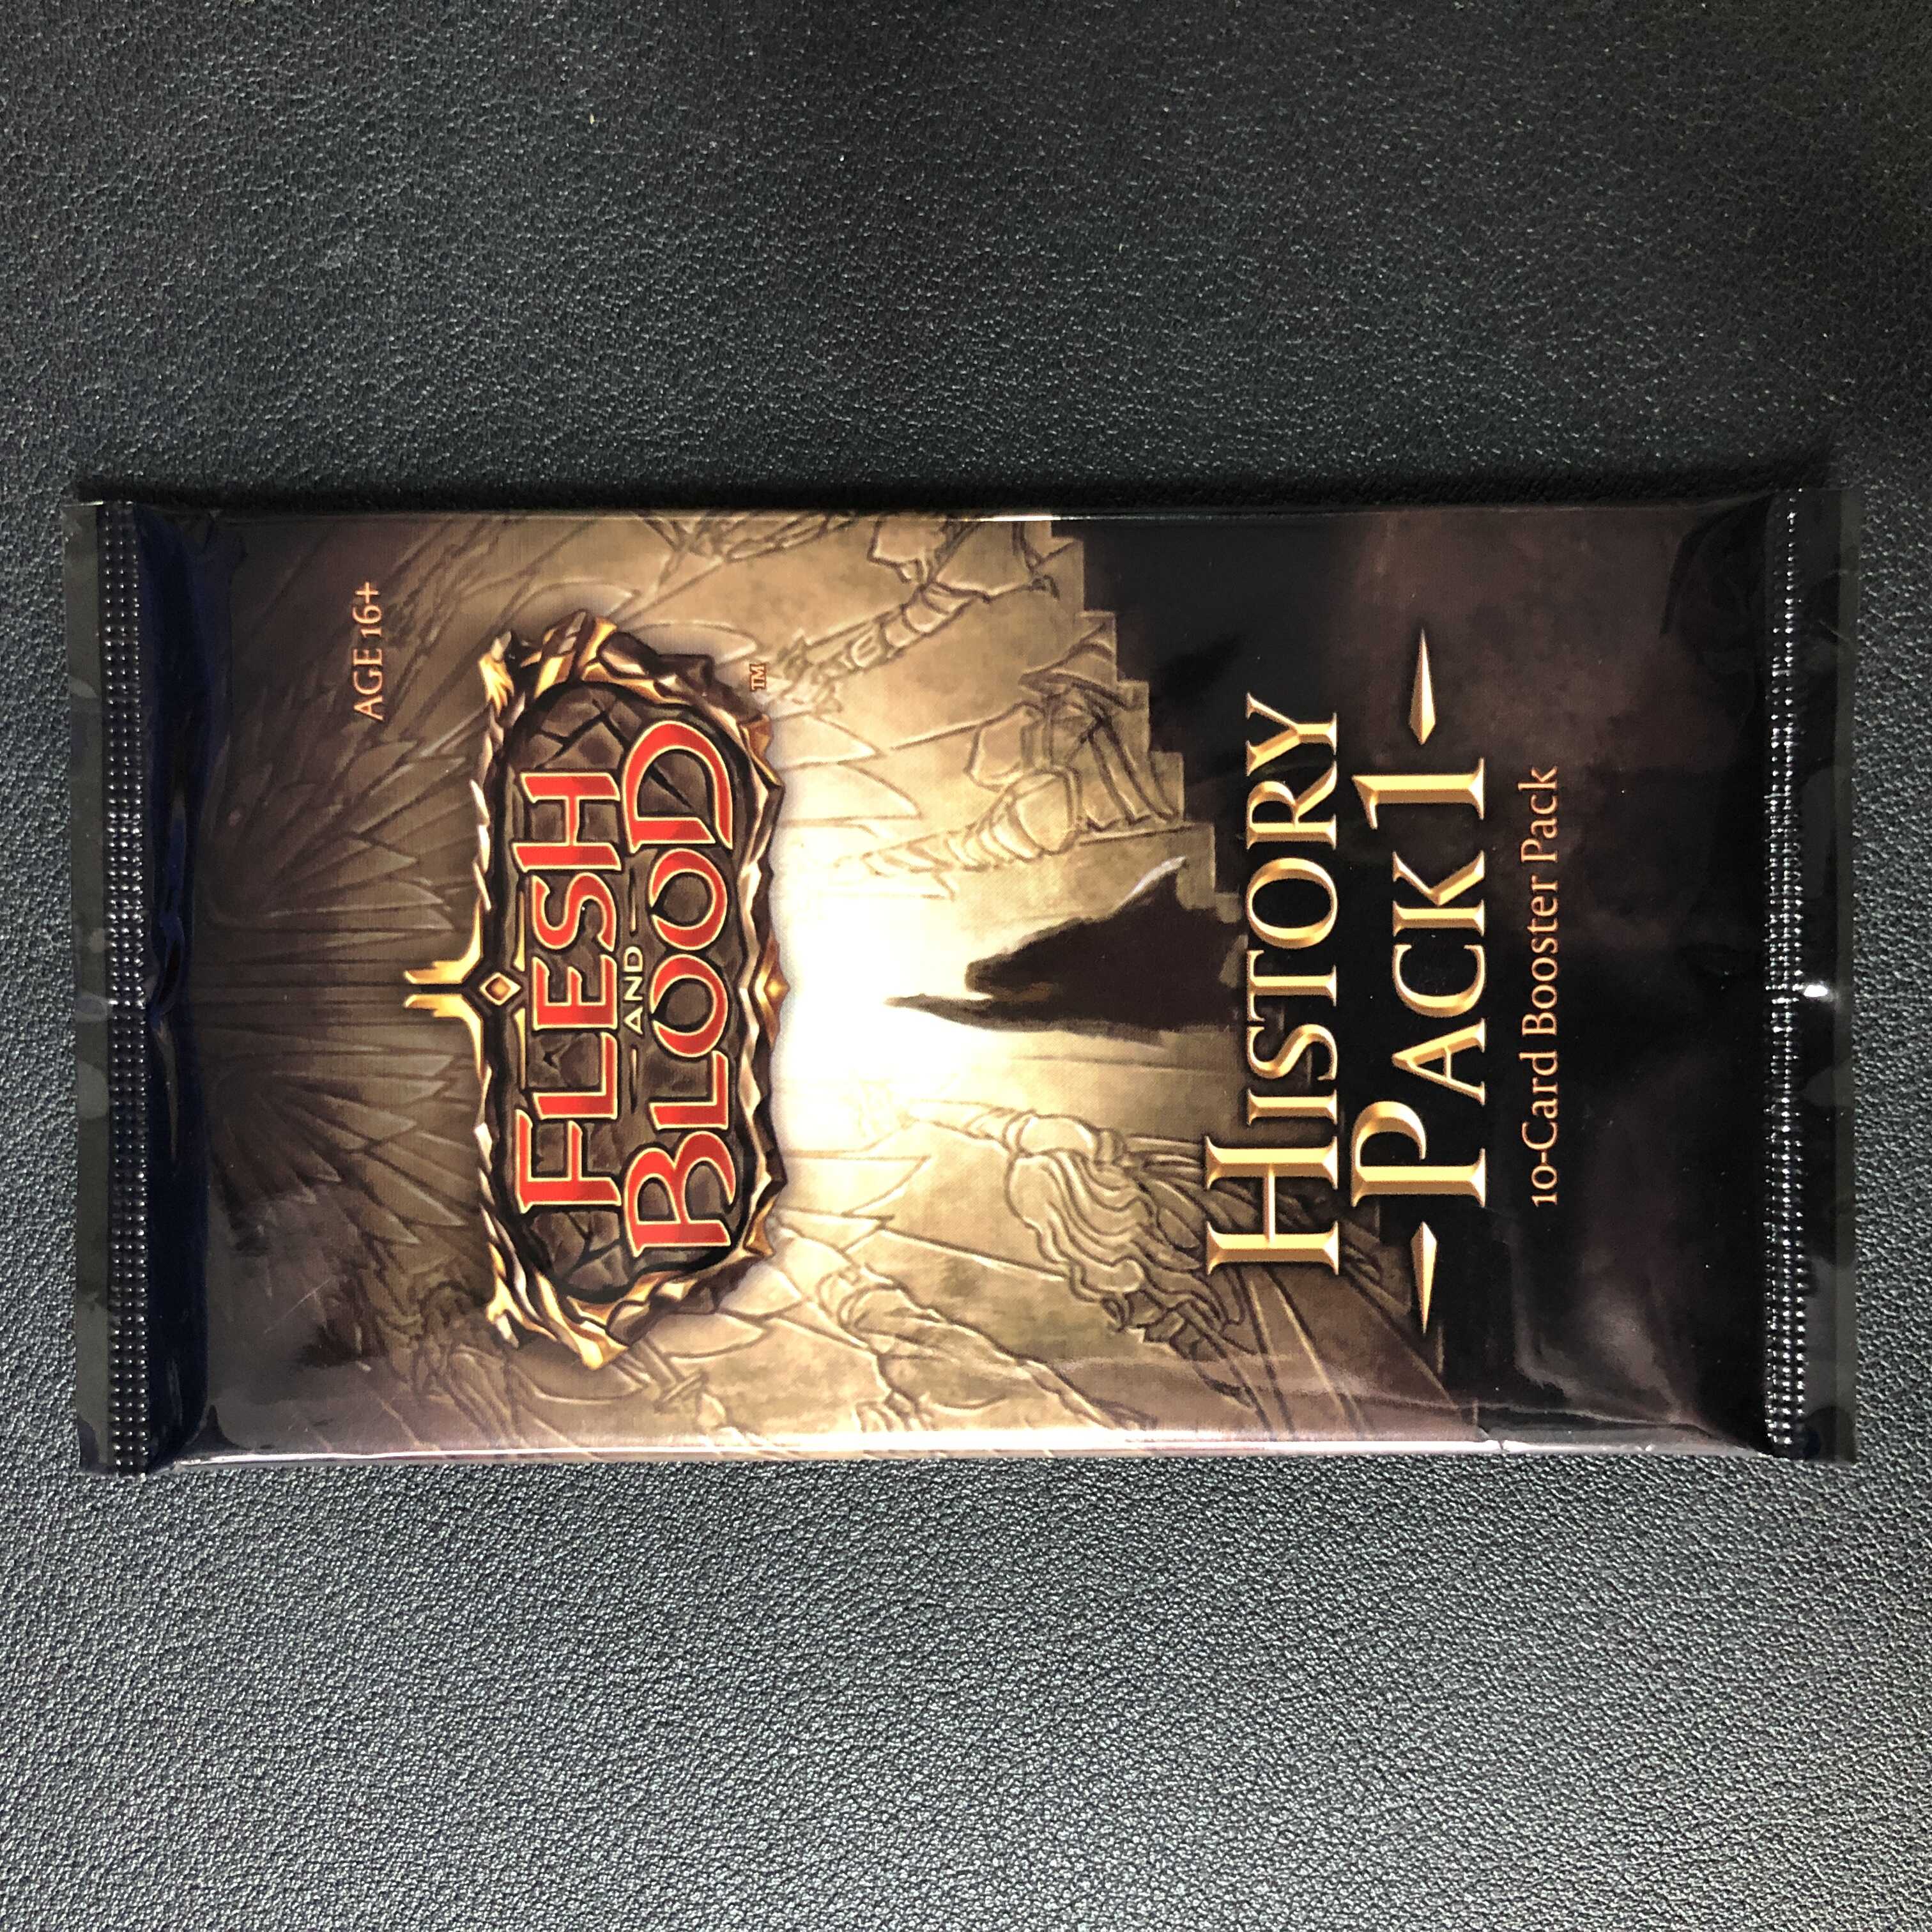 AGE 16+
FLESH
AND
BLOOD
TM
HISTORY
PACK 1
10-Card Booster Pack